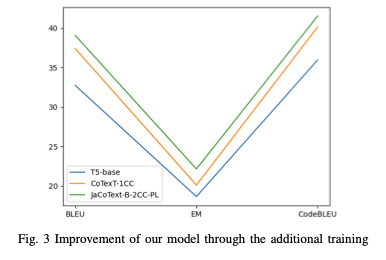 40
35
30
25
20
T5-base
CoTexT-1CC
JaCoText-B-2CC-PL
BLEU EM CodeBLEU
Fig. 3 Improvement of our model through the additional training